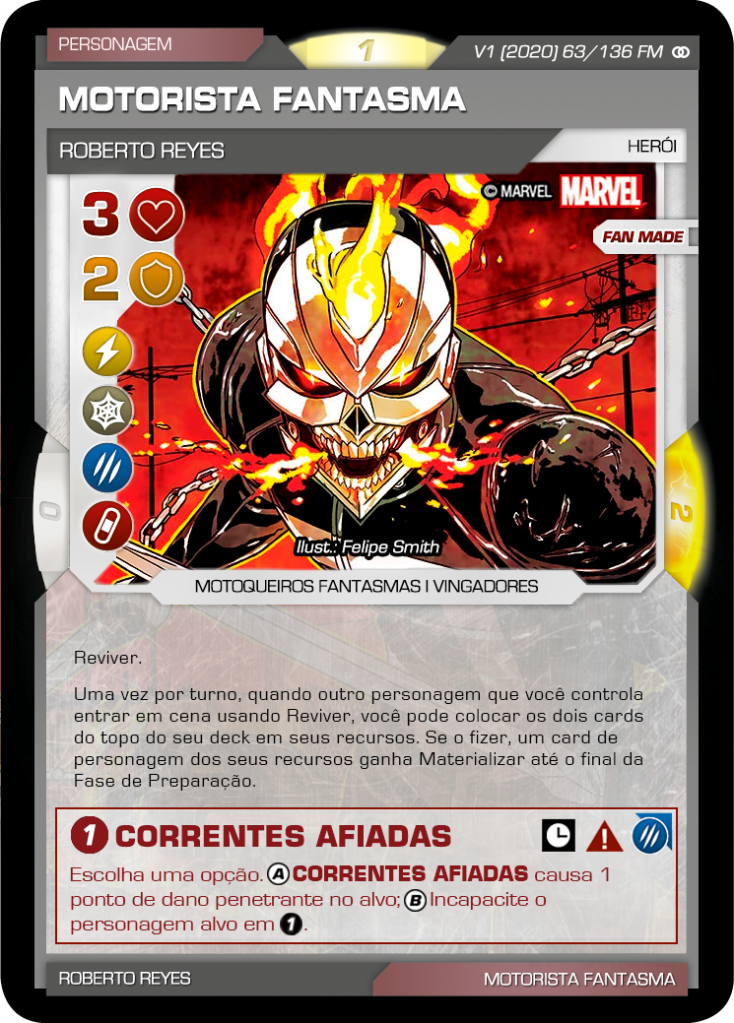 PERSONAGEM
1
V1 (2020) 63/136 FM
MOTORISTA FANTASMA
ROBERTO REYES
HERÓI
3
© MARVEL MARVEL
FAN MADE
2
0
2
Ilust.: Felipe Smith
MOTOQUEIROS FANTASMAS | VINGADORES
Reviver.
Uma vez por turno, quando outro personagem que você controla
entrar em cena usando Reviver, você pode colocar os dois cards
do topo do seu deck em seus recursos. Se o fizer, um card de
personagem dos seus recursos ganha Materializar até o final da
Fase de Preparação.
1 CORRENTES AFIADAS
Escolha uma opção. A CORRENTES AFIADAS causa 1
ponto de dano penetrante no alvo; B Incapacite o
personagem alvo em 1.
ROBERTO REYES
MOTORISTA FANTASMA